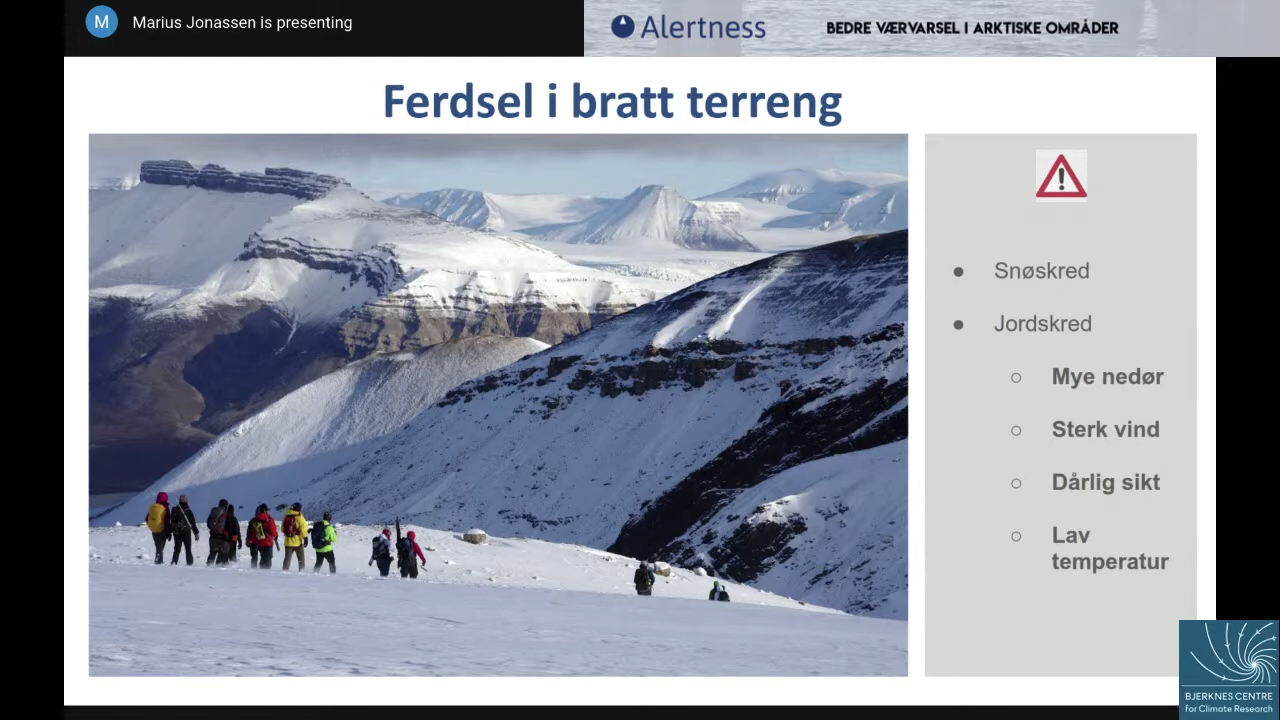 M
Marius Jonassen is presenting
Alertness
BEDRE VÆRVARSEL I ARKTISKE OMRÅDER
Ferdsel i bratt terreng
Snøskred
Jordskred
Mye nedør
Sterk vind
Dårlig sikt
Lav
temperatur
BJERKNES CENTRE
for Climate Research